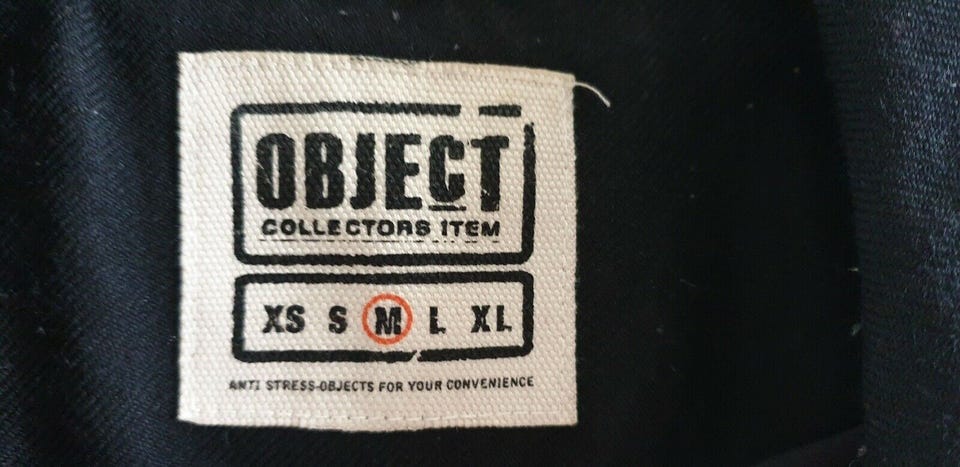 OBJECT
COLLECTORS ITEM
XS S M L XL
ANTI STRESS-OBJECTS FOR YOUR CONVENIENCE